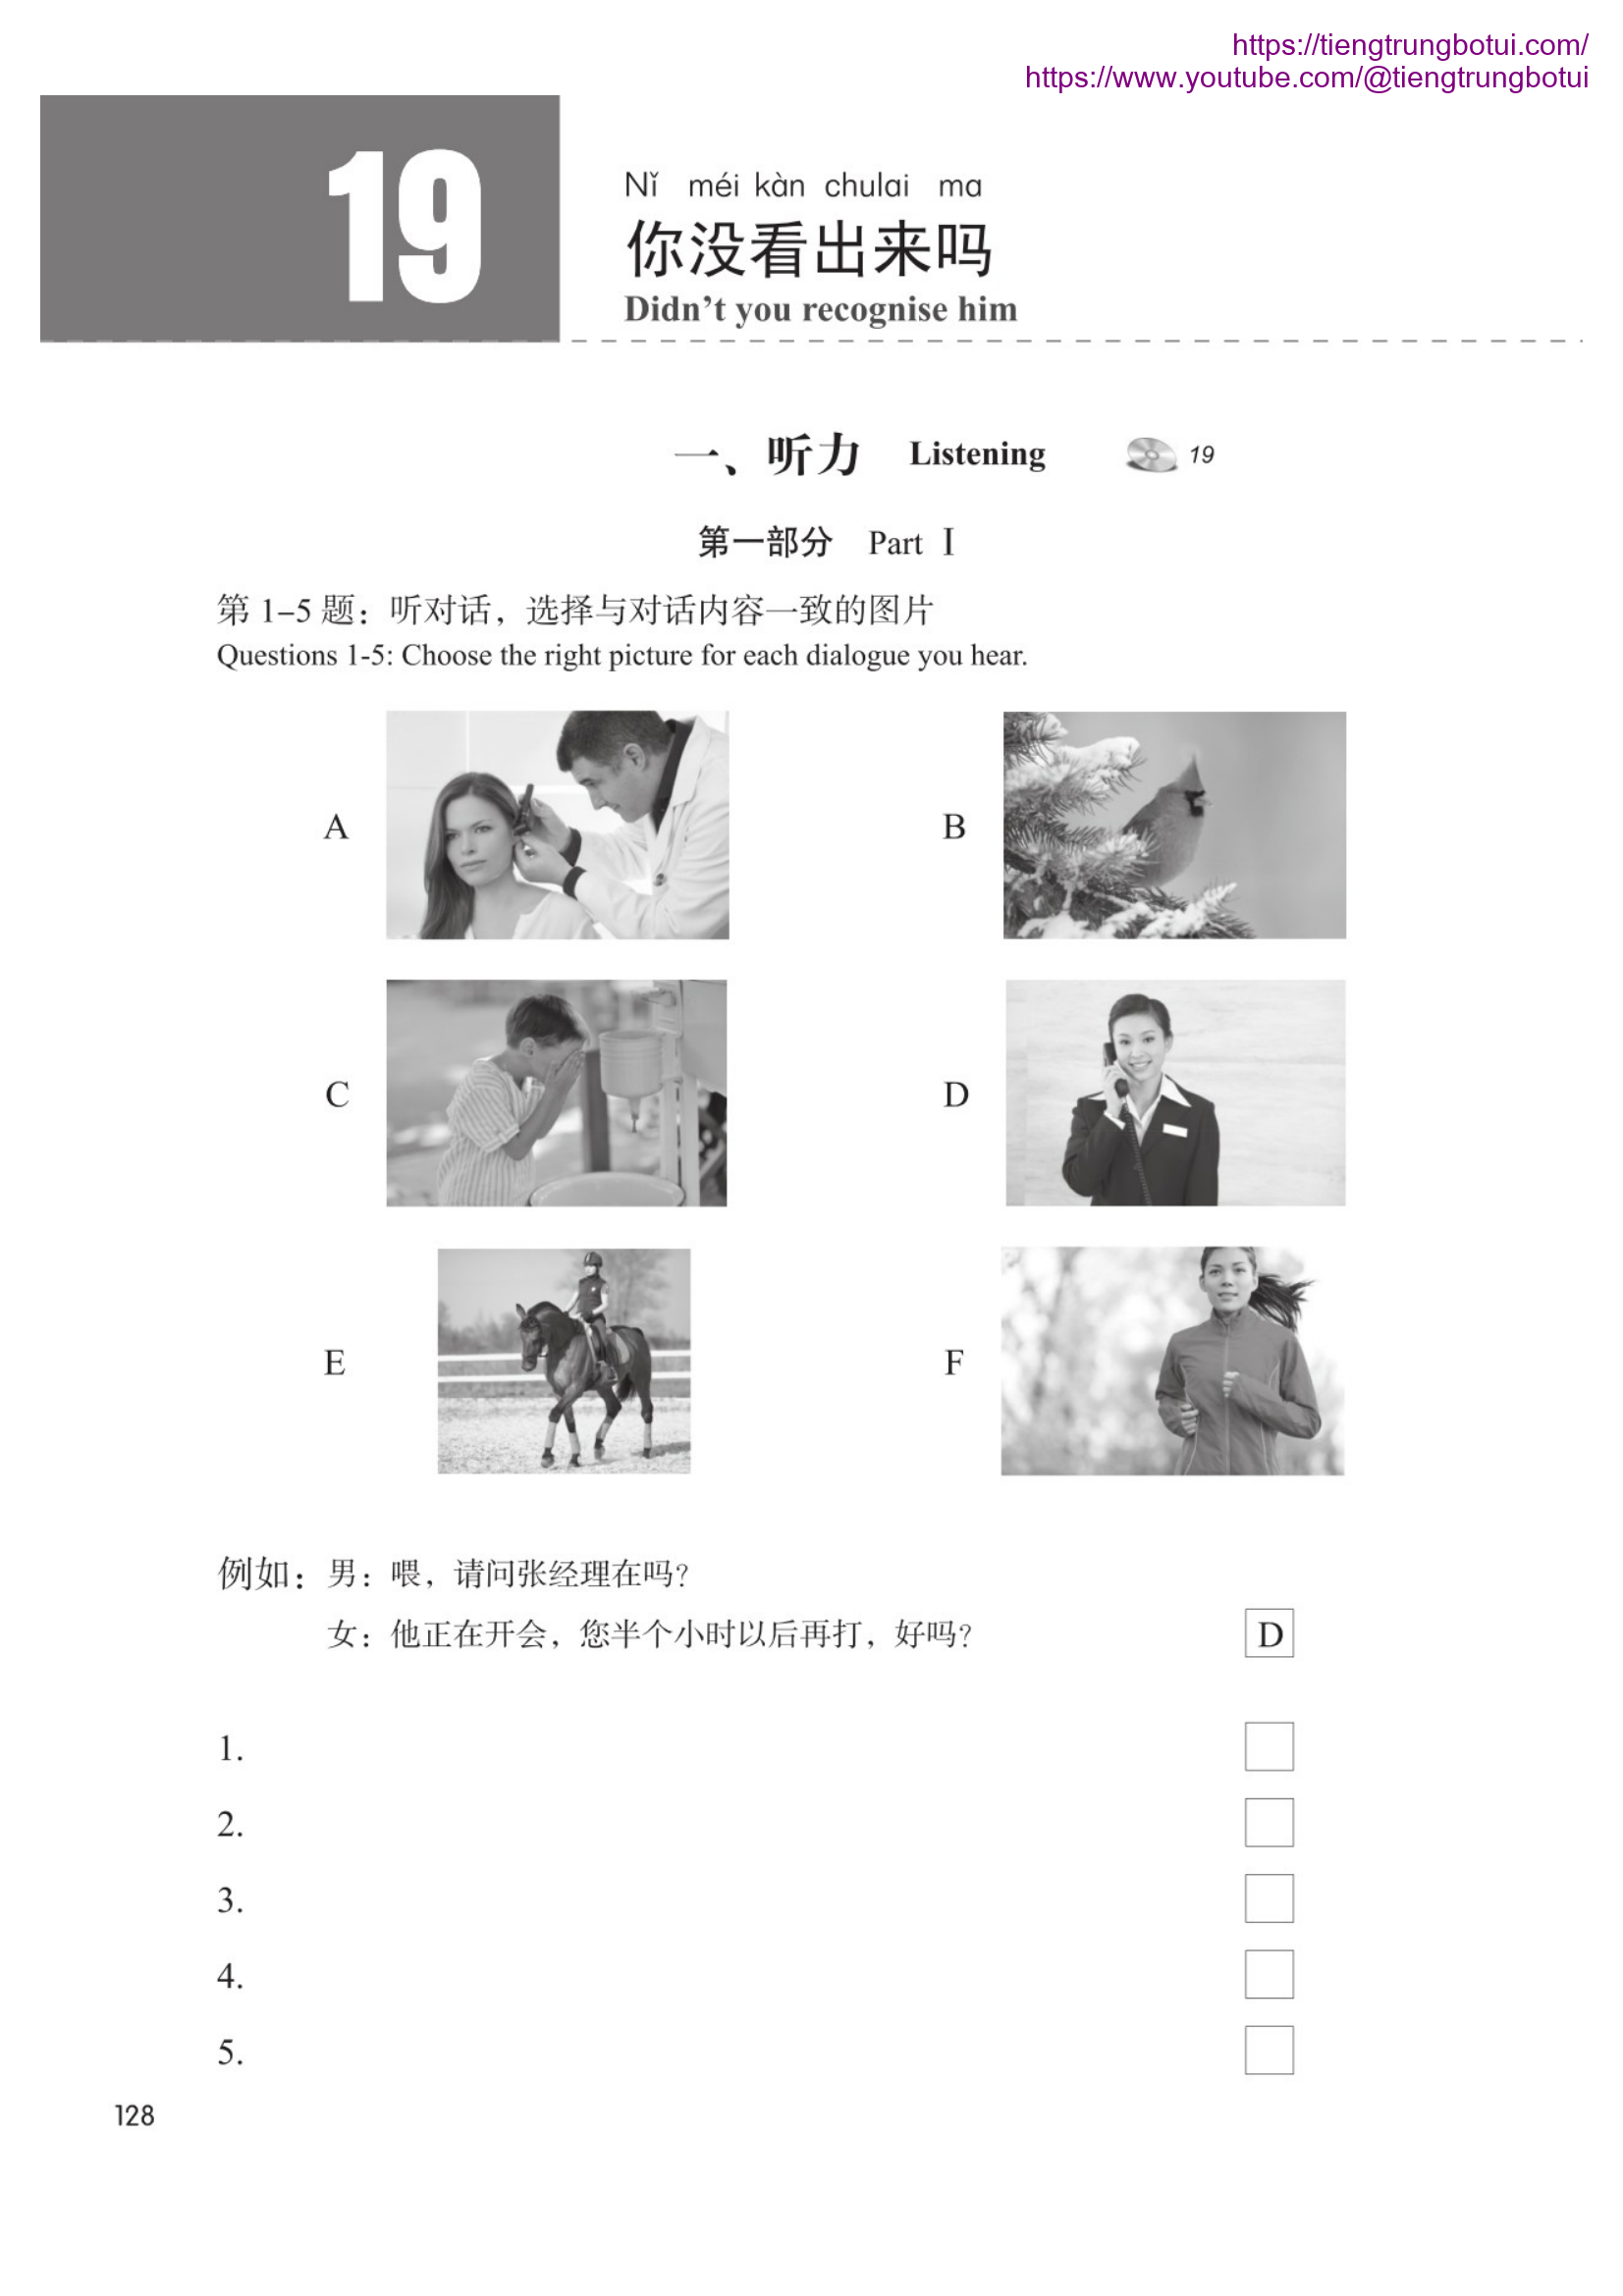 https://tiengtrungbotui.com/
https://www.youtube.com/@tiengtrungbotui
19
Nǐ méi kàn chulai ma
你没看出来吗
Didn't you recognise him
一、听力 Listening 19
第一部分 Part Ⅰ
第 1–5 题：听对话，选择与对话内容一致的图片
Questions 1-5: Choose the right picture for each dialogue you hear.
A B
C D
E F
例如：男：喂，请问张经理在吗？
女：他正在开会，您半个小时以后再打，好吗？ D
1.
2.
3.
4.
5.
128